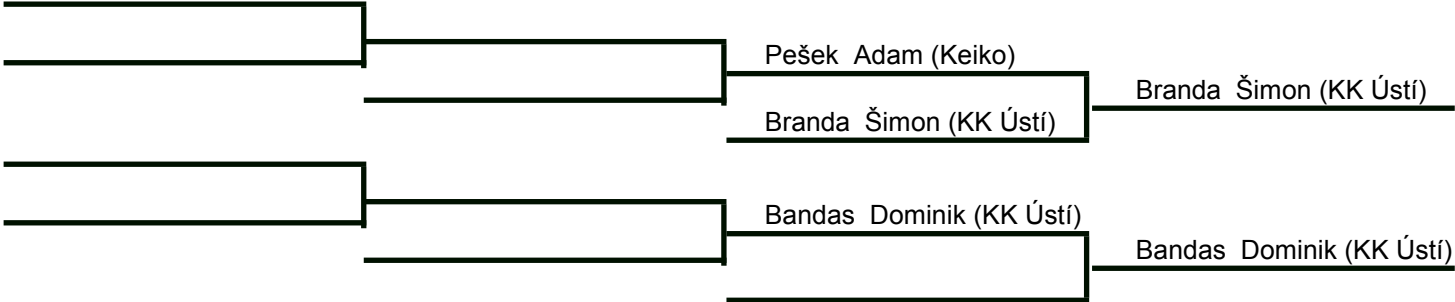 Pešek  Adam (Keiko)
Branda  Šimon (KK Ústí)
Branda  Šimon (KK Ústí)
Bandas  Dominik (KK Ústí)
Bandas  Dominik (KK Ústí)